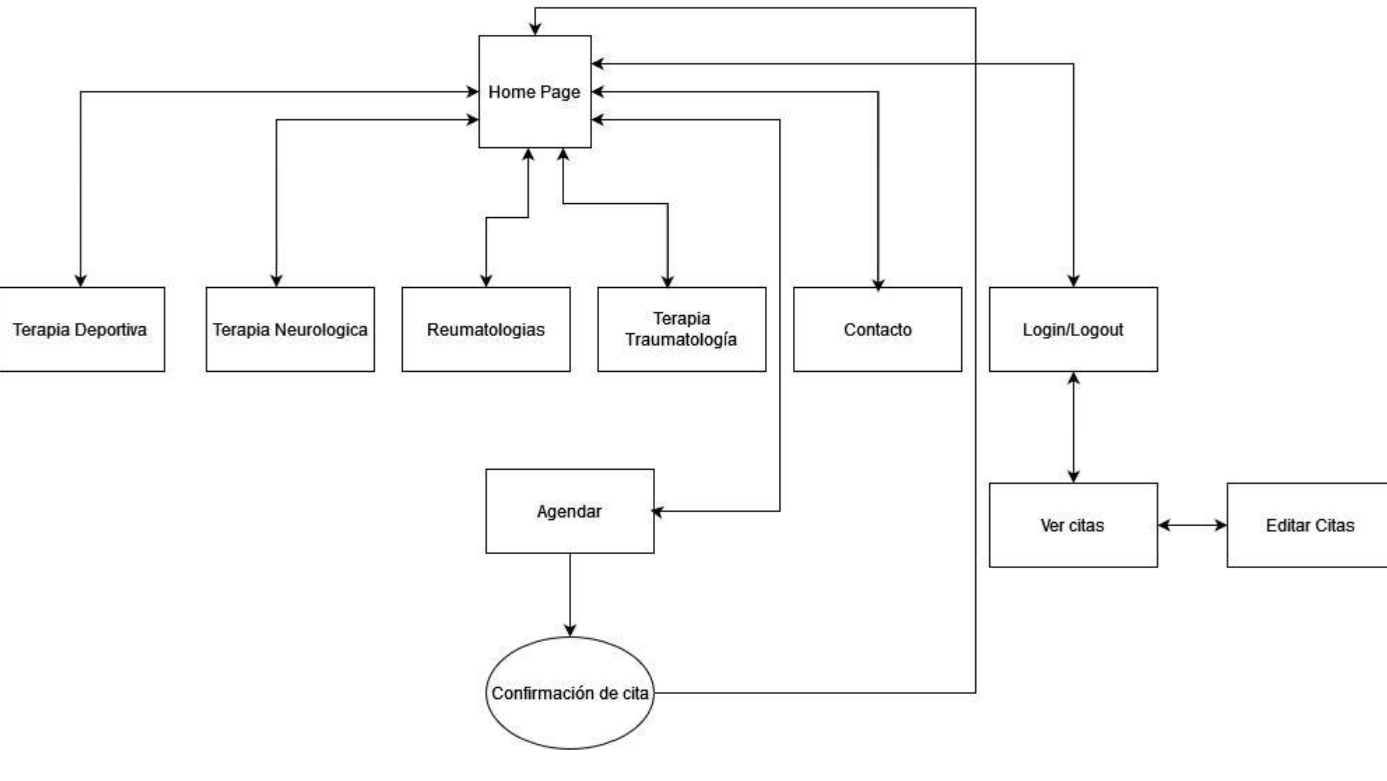 Home Page
Terapia Deportiva
Terapia Neurologica
Reumatologias
Terapia
Traumatología
Contacto
Login/Logout
Agendar
Ver citas
Editar Citas
Confirmación de cita